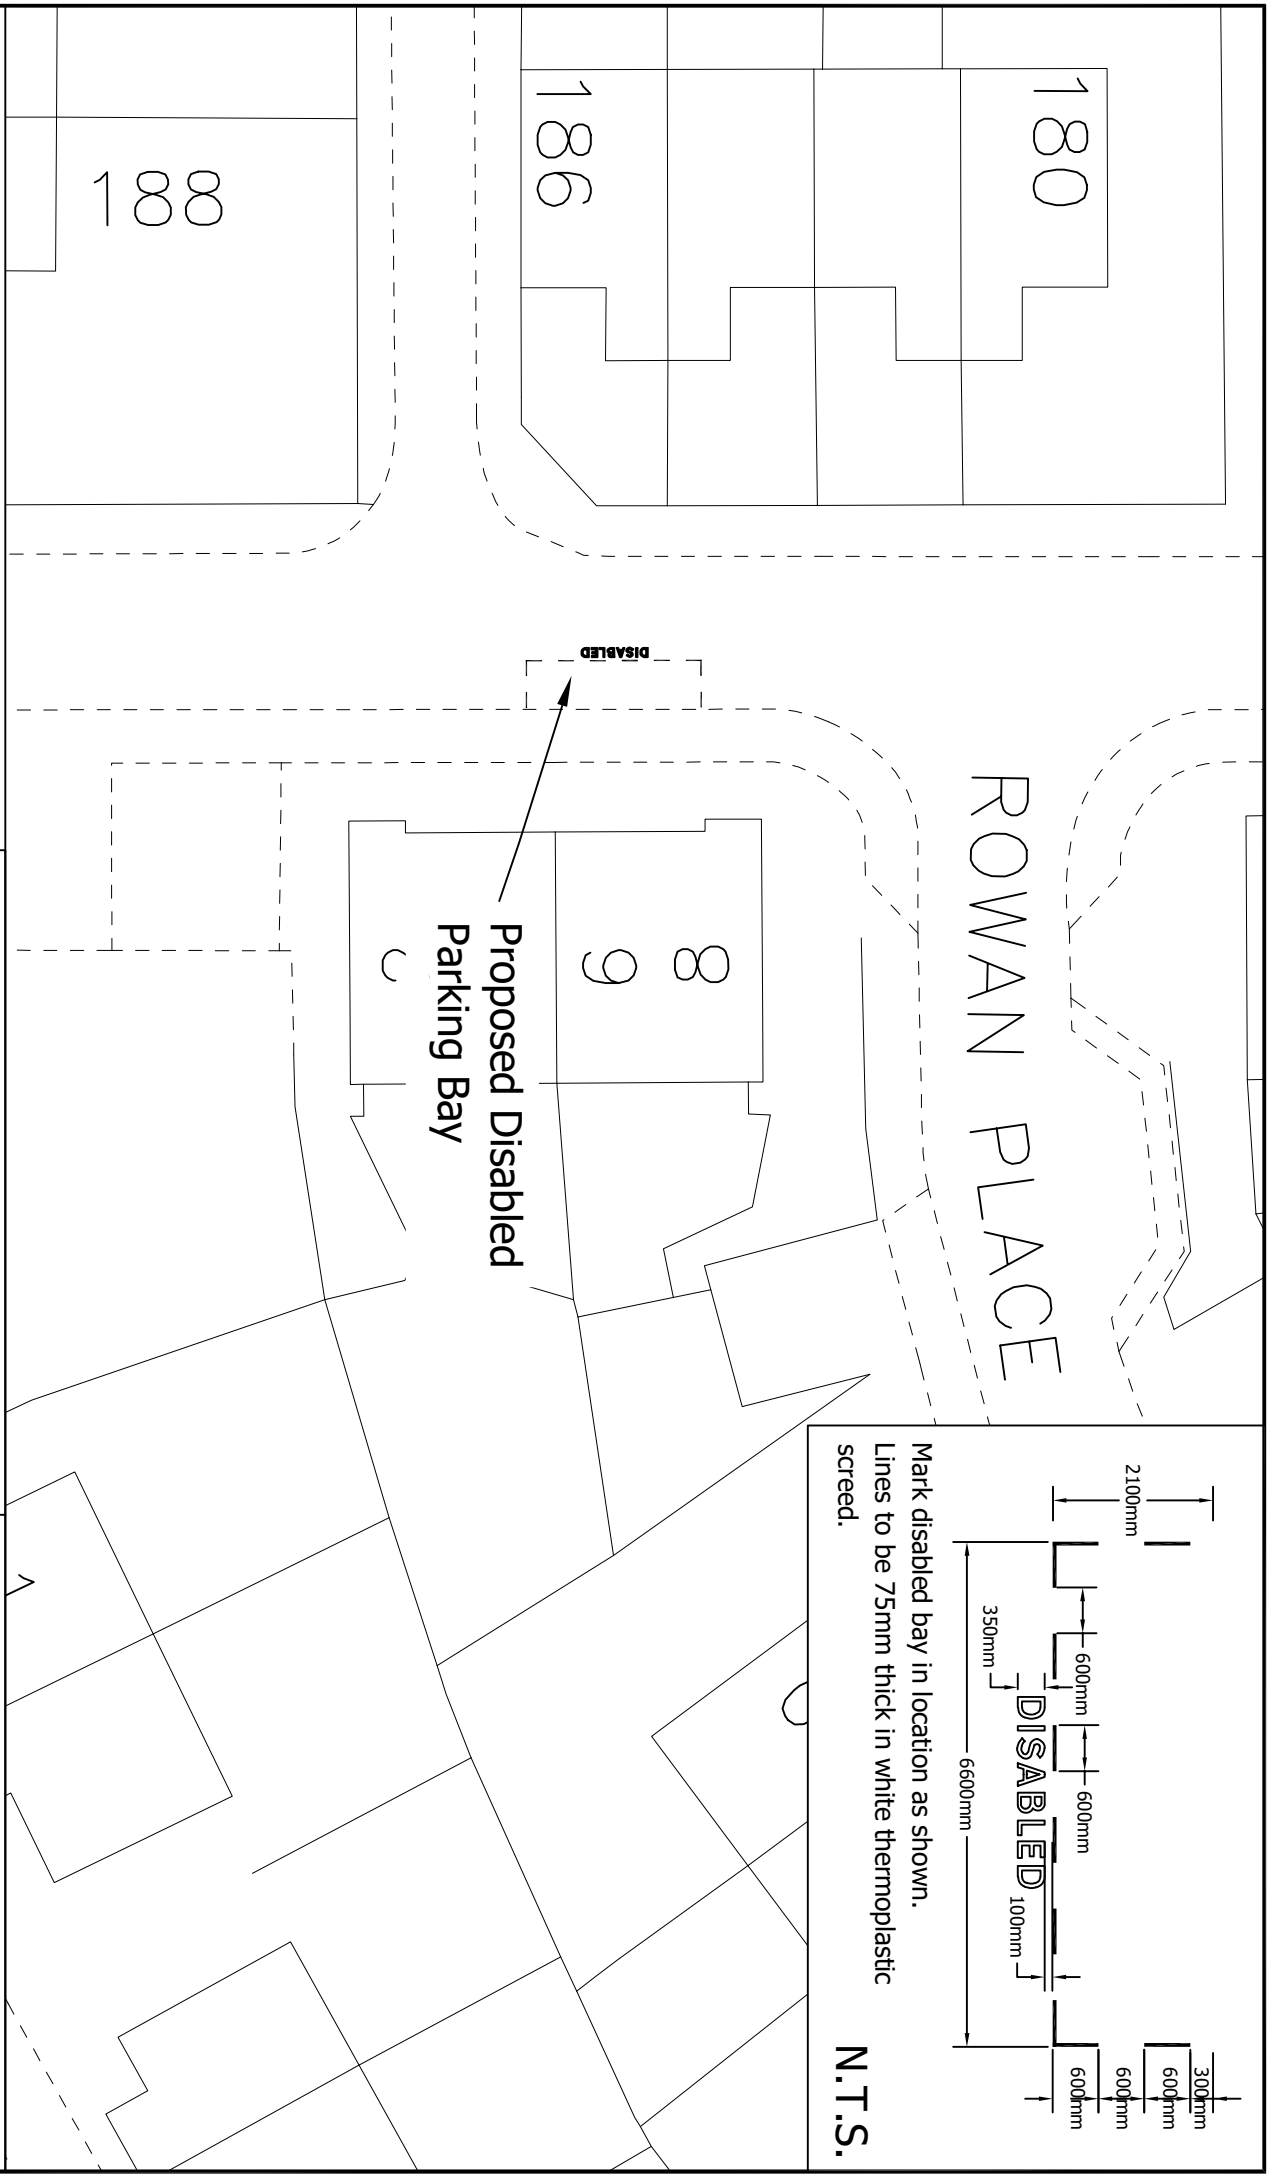 180
186
188
DISABLED
ROWAN PLACE
8
9
Proposed Disabled
Parking Bay
2100mm
600mm
600mm
350mm
DISABLED
100mm
6600mm
300mm
600mm
600mm
600mm
Mark disabled bay in location as shown.
Lines to be 75mm thick in white thermoplastic
screed.
N.T.S.